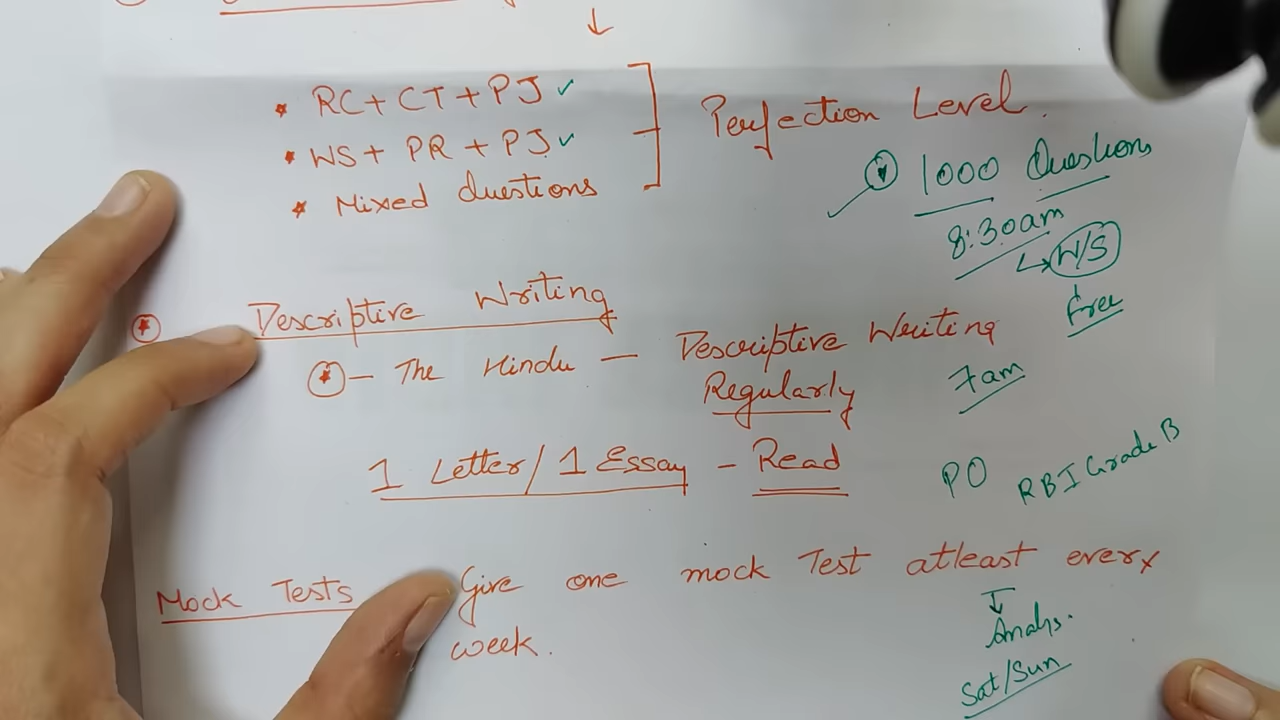 RC + CT + PJ ✓
WS + PR + PJ ✓
Mixed Questions
Perfection Level.
1000 Questions
8:30am
W/S
free
Descriptive Writing
- The Hindu - Descriptive Writing
Regularly
7am
1 Letter / 1 Essay - Read
PO RBI Grade B
Mock Tests Give one mock Test atleast every
week.
Sat/Sun